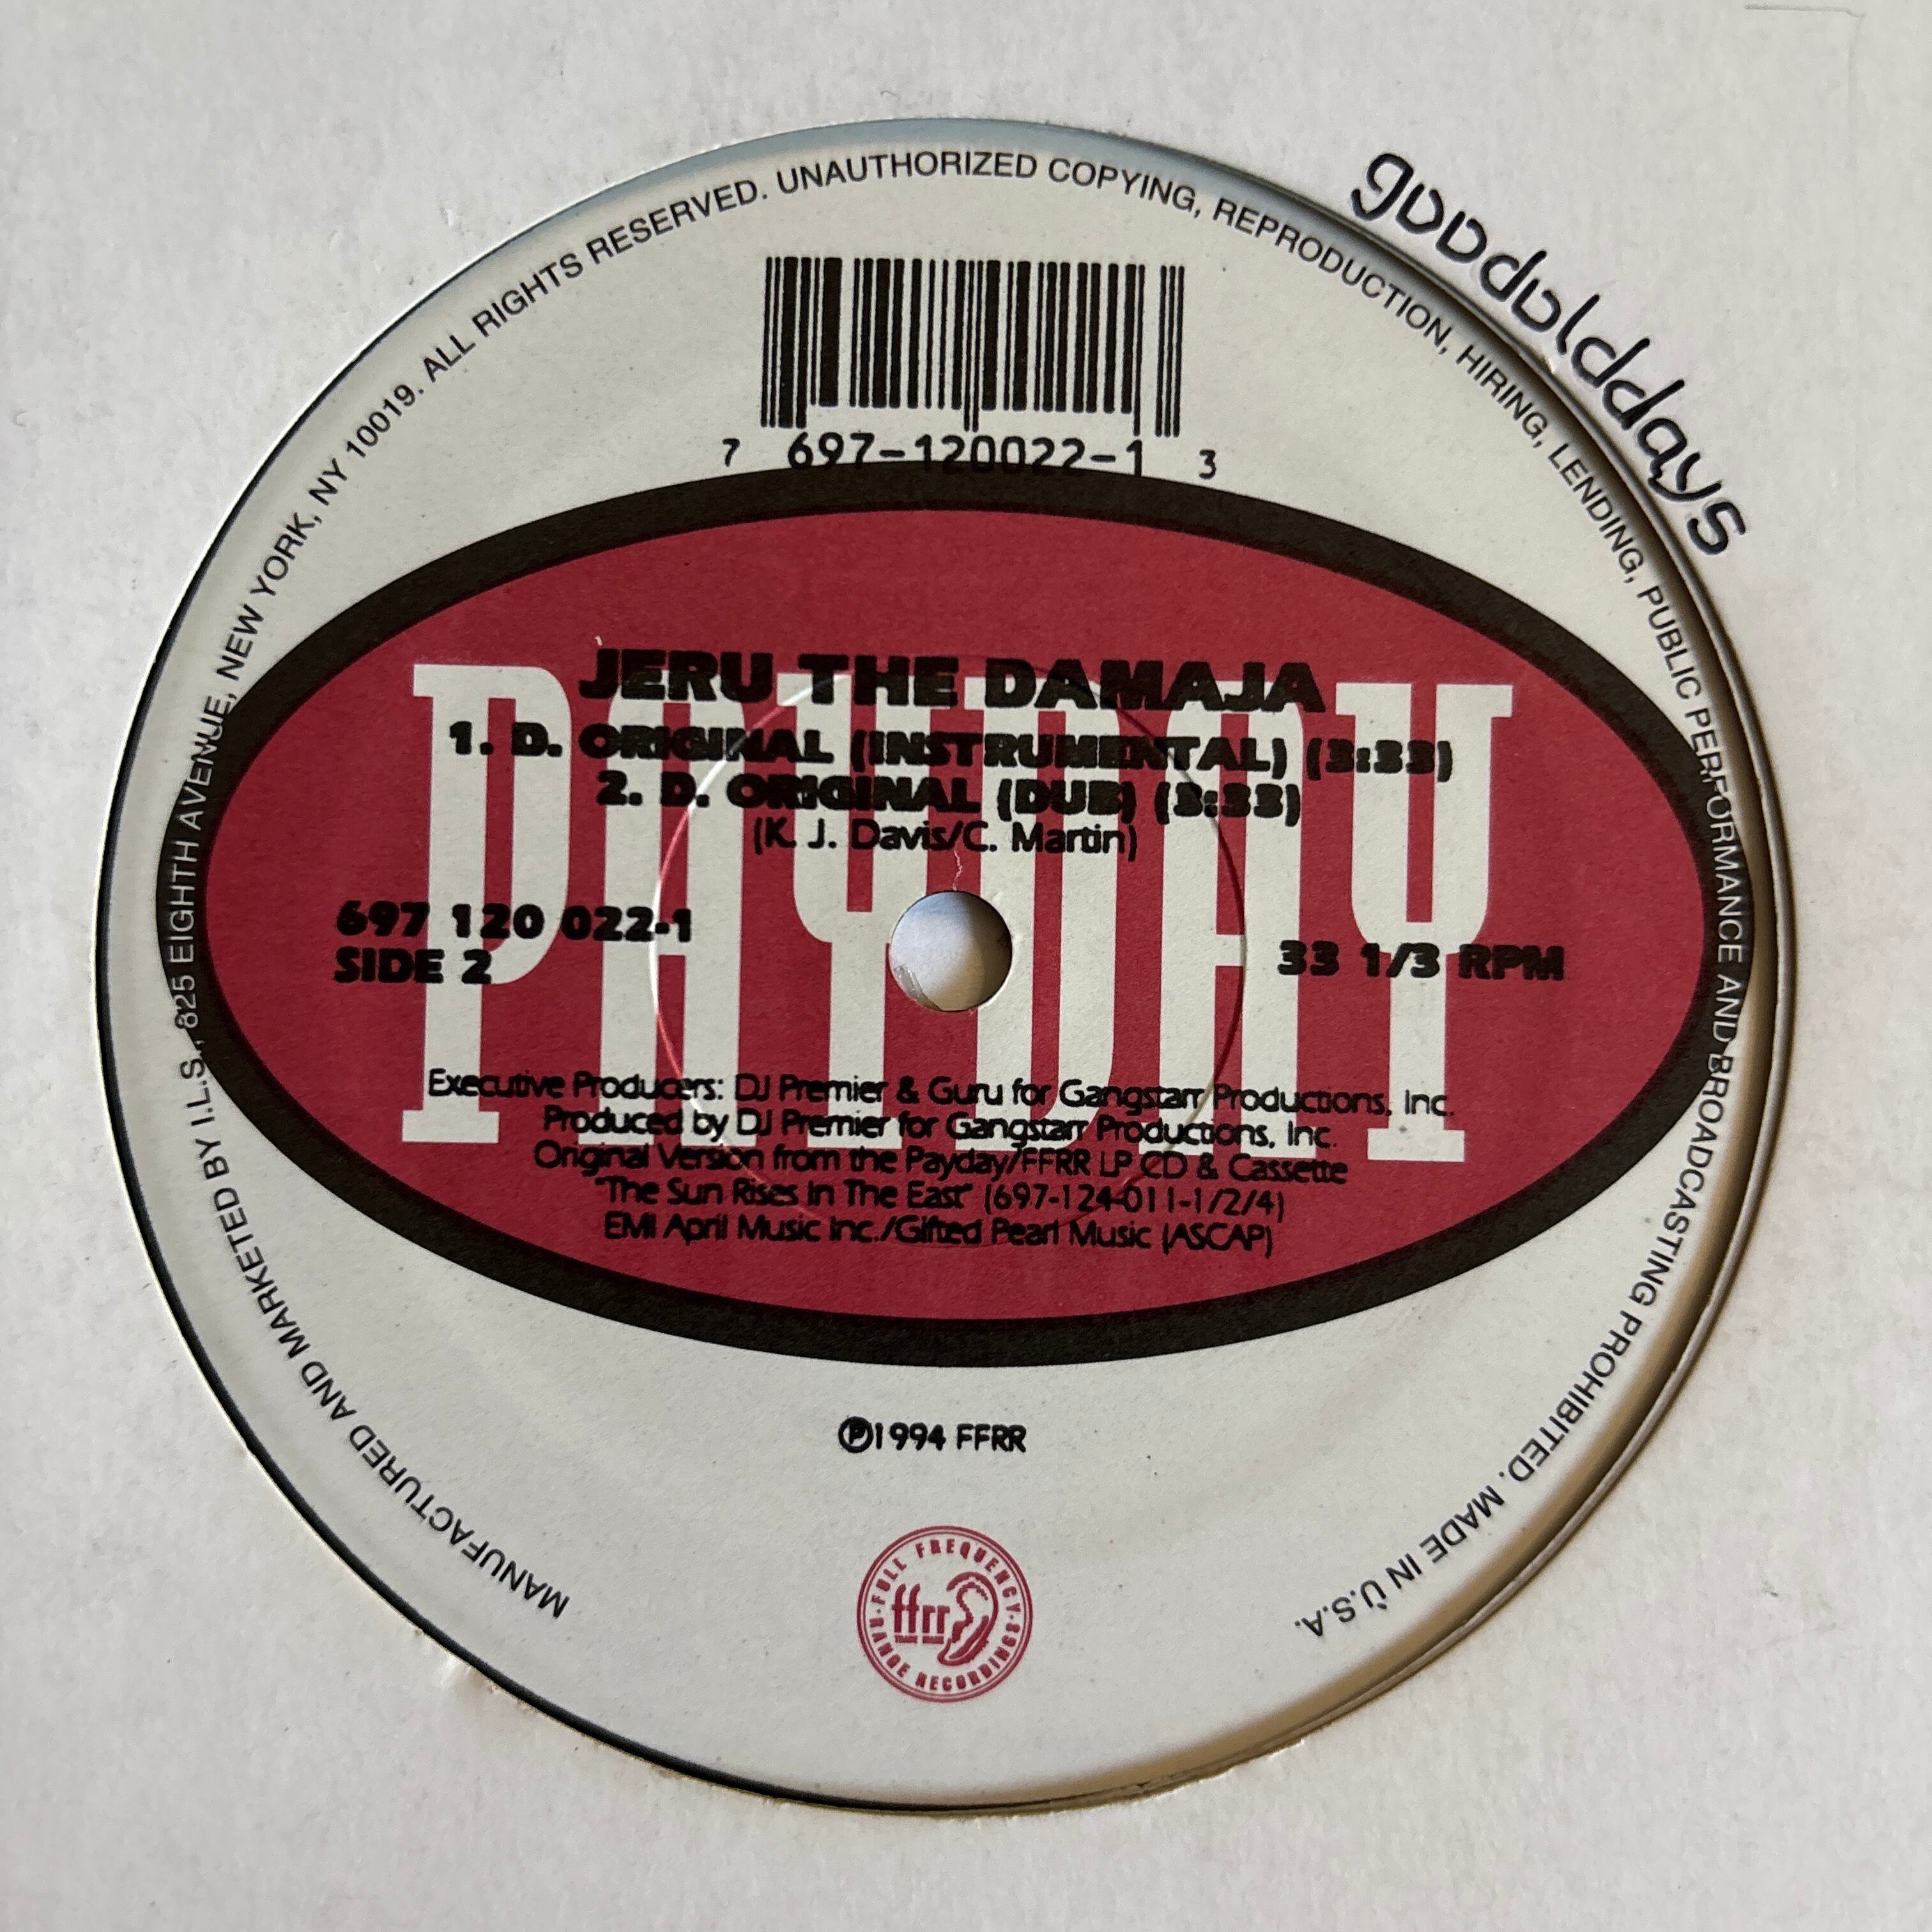 gooddolddays
MANUFACTURED AND MARKETED BY I.L.S., 825 EIGHTH AVENUE, NEW YORK, NY 10019. ALL RIGHTS RESERVED. UNAUTHORIZED COPYING, REPRODUCTION, HIRING, LENDING, PUBLIC PERFORMANCE AND BROADCASTING PROHIBITED. MADE IN U.S.A.
7 697-120022-1 3
PAYDAY
JERU THE DAMAJA
1. D. ORIGINAL (INSTRUMENTAL) (3:33)
2. D. ORIGINAL (DUB) (3:33)
(K. J. Davis/C. Martin)
697 120 022-1
SIDE 2
33 1/3 RPM
Executive Producers: DJ Premier & Guru for Gangstarr Productions, Inc.
Produced by DJ Premier for Gangstarr Productions, Inc.
Original Version from the Payday/FFRR LP CD & Cassette
"The Sun Rises In The East" (697-124-011-1/2/4)
EMI April Music Inc./Gifted Pearl Music (ASCAP)
℗1994 FFRR
FULL FREQUENCY
ffrr
TRADE MARK
RANGE RECORDINGS